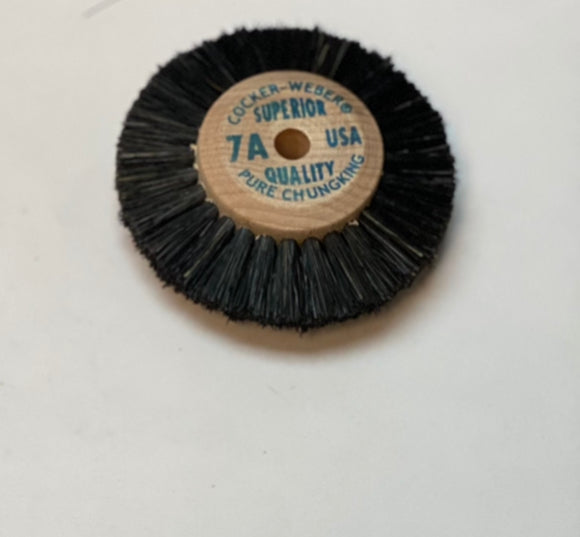 COCKER-WEBER®
SUPERIOR
7A USA
QUALITY
PURE CHUNGKING